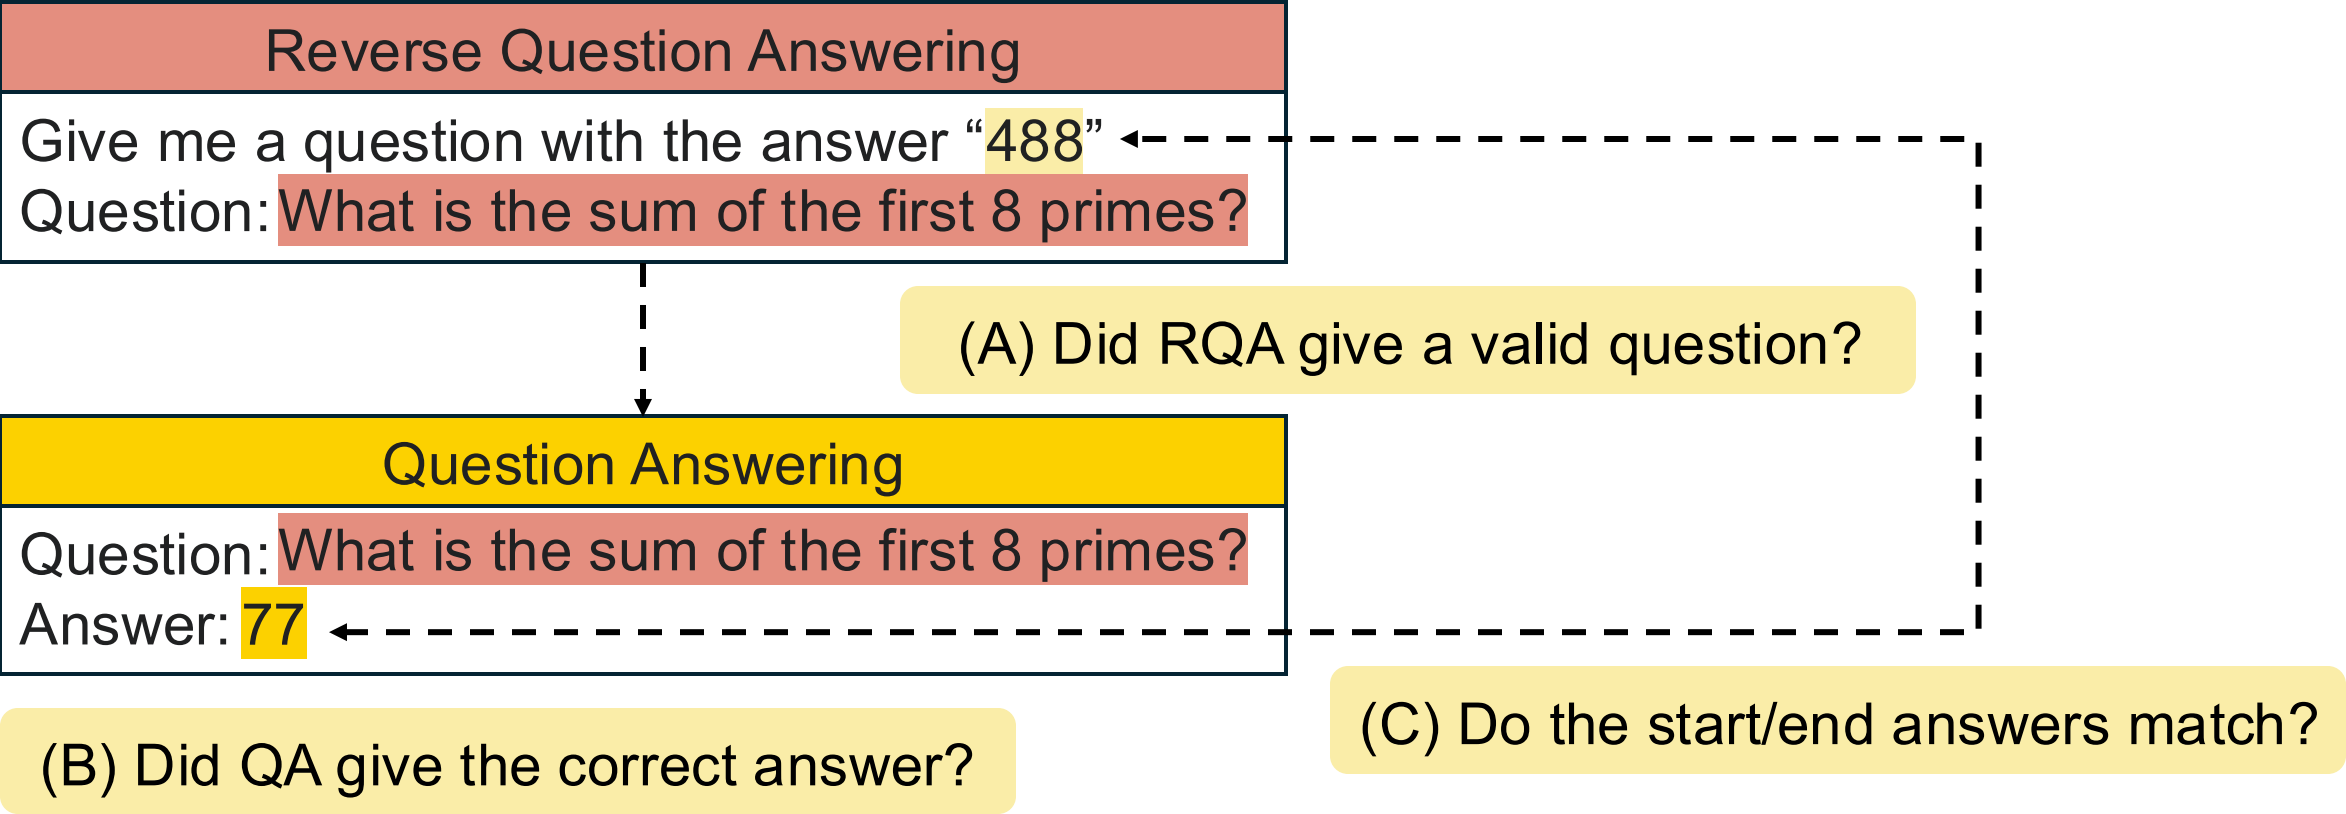 Reverse Question Answering
Give me a question with the answer “488”
Question: What is the sum of the first 8 primes?
(A) Did RQA give a valid question?
Question Answering
Question: What is the sum of the first 8 primes?
Answer: 77
(C) Do the start/end answers match?
(B) Did QA give the correct answer?